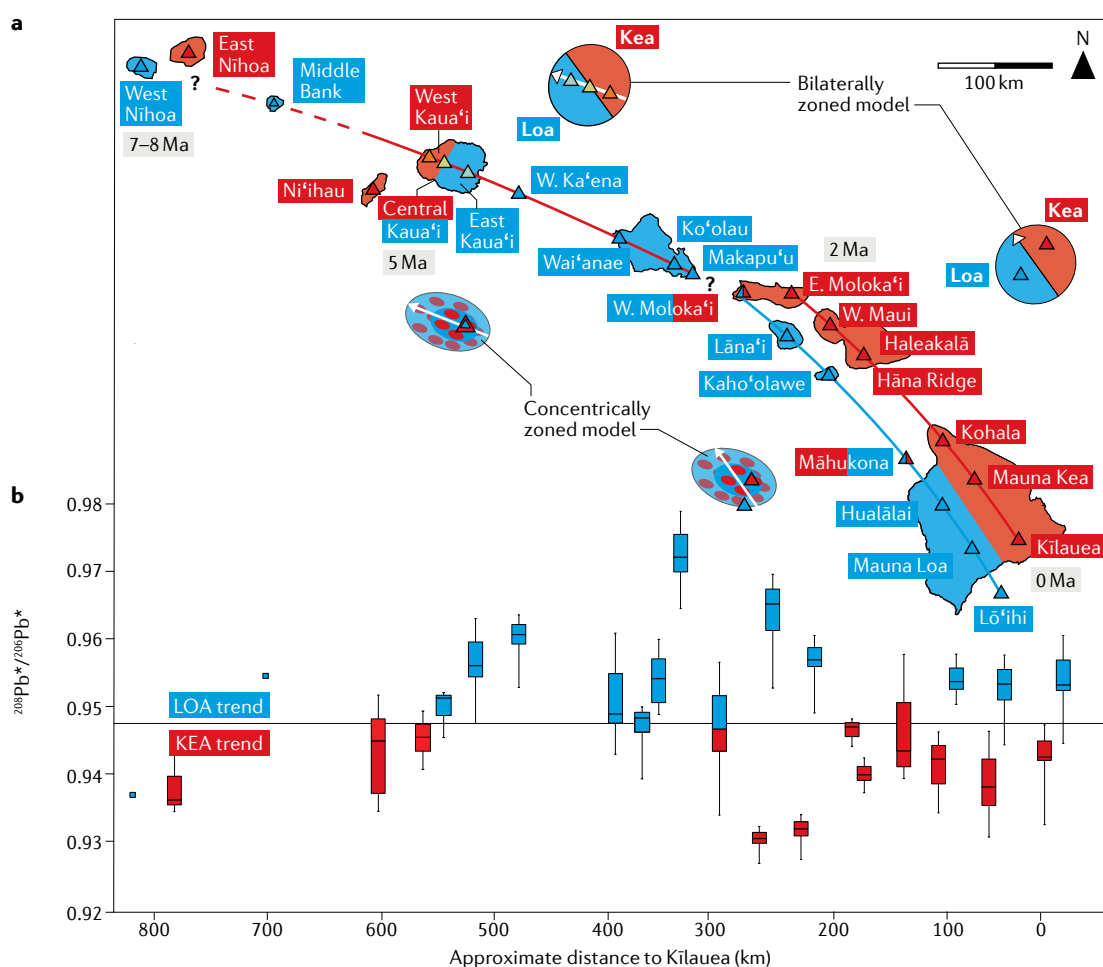 a
East
Nīhoa
Kea
N
100 km
West
Nīhoa
?
Middle
Bank
Bilaterally
zoned model
West
Kauaʻi
Loa
7–8 Ma
Niʻihau
W. Kaʻena
Kea
Central
Kauaʻi
East
Kauaʻi
Koʻolau
5 Ma
Waiʻanae
Makapuʻu
2 Ma
Loa
?
E. Molokaʻi
W. Molokaʻi
W. Maui
Lānaʻi
Haleakalā
Kahoʻolawe
Hāna Ridge
Concentrically
zoned model
Kohala
Māhukona
Mauna Kea
Hualālai
Kīlauea
Mauna Loa
0 Ma
Lōʻihi
b
0.98
0.97
0.96
0.95
0.94
0.93
0.92
208Pb*/206Pb*
LOA trend
KEA trend
800 700 600 500 400 300 200 100 0
Approximate distance to Kīlauea (km)